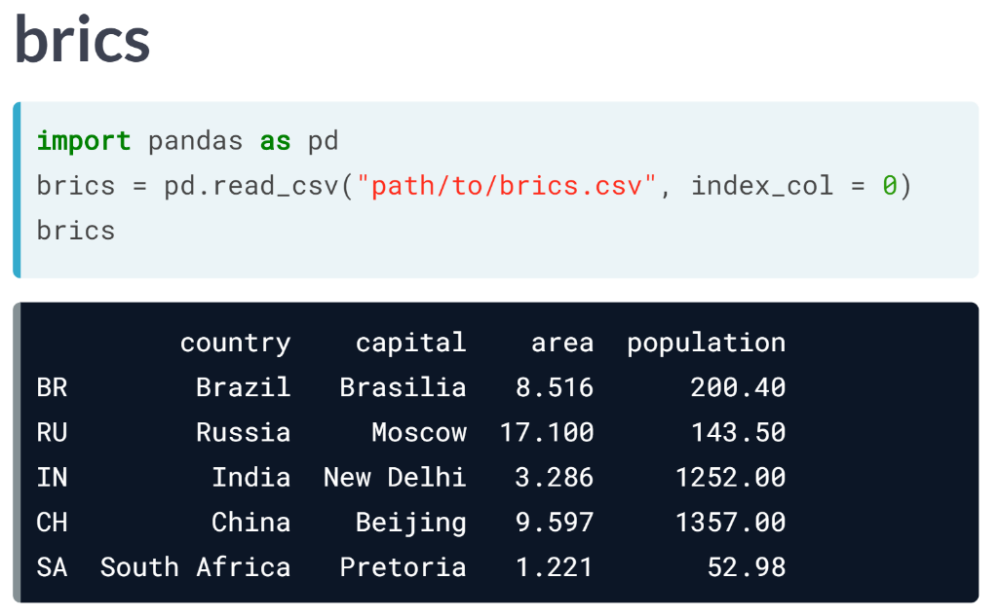 brics
import pandas as pd
brics = pd.read_csv("path/to/brics.csv", index_col = 0)
brics
country capital area population
BR Brazil Brasilia 8.516 200.40
RU Russia Moscow 17.100 143.50
IN India New Delhi 3.286 1252.00
CH China Beijing 9.597 1357.00
SA South Africa Pretoria 1.221 52.98